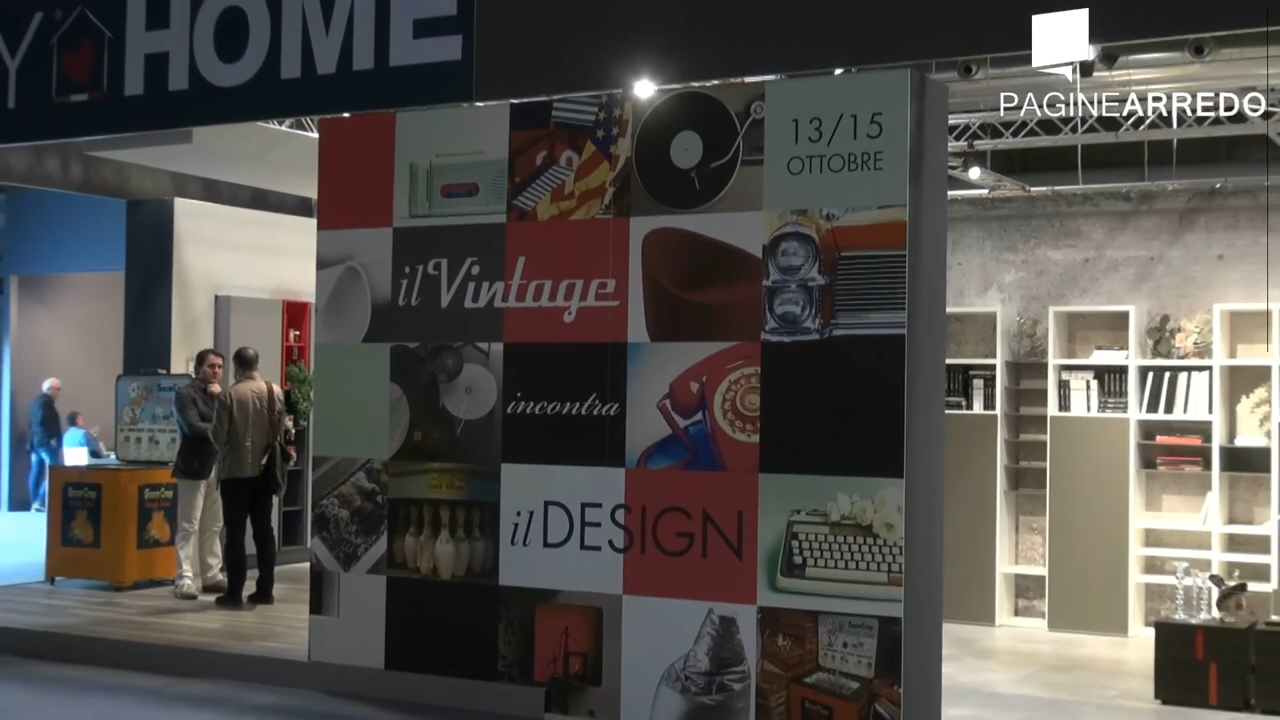 Y HOME
PAGINEARREDO
13/15
OTTOBRE
il Vintage
incontra
il DESIGN